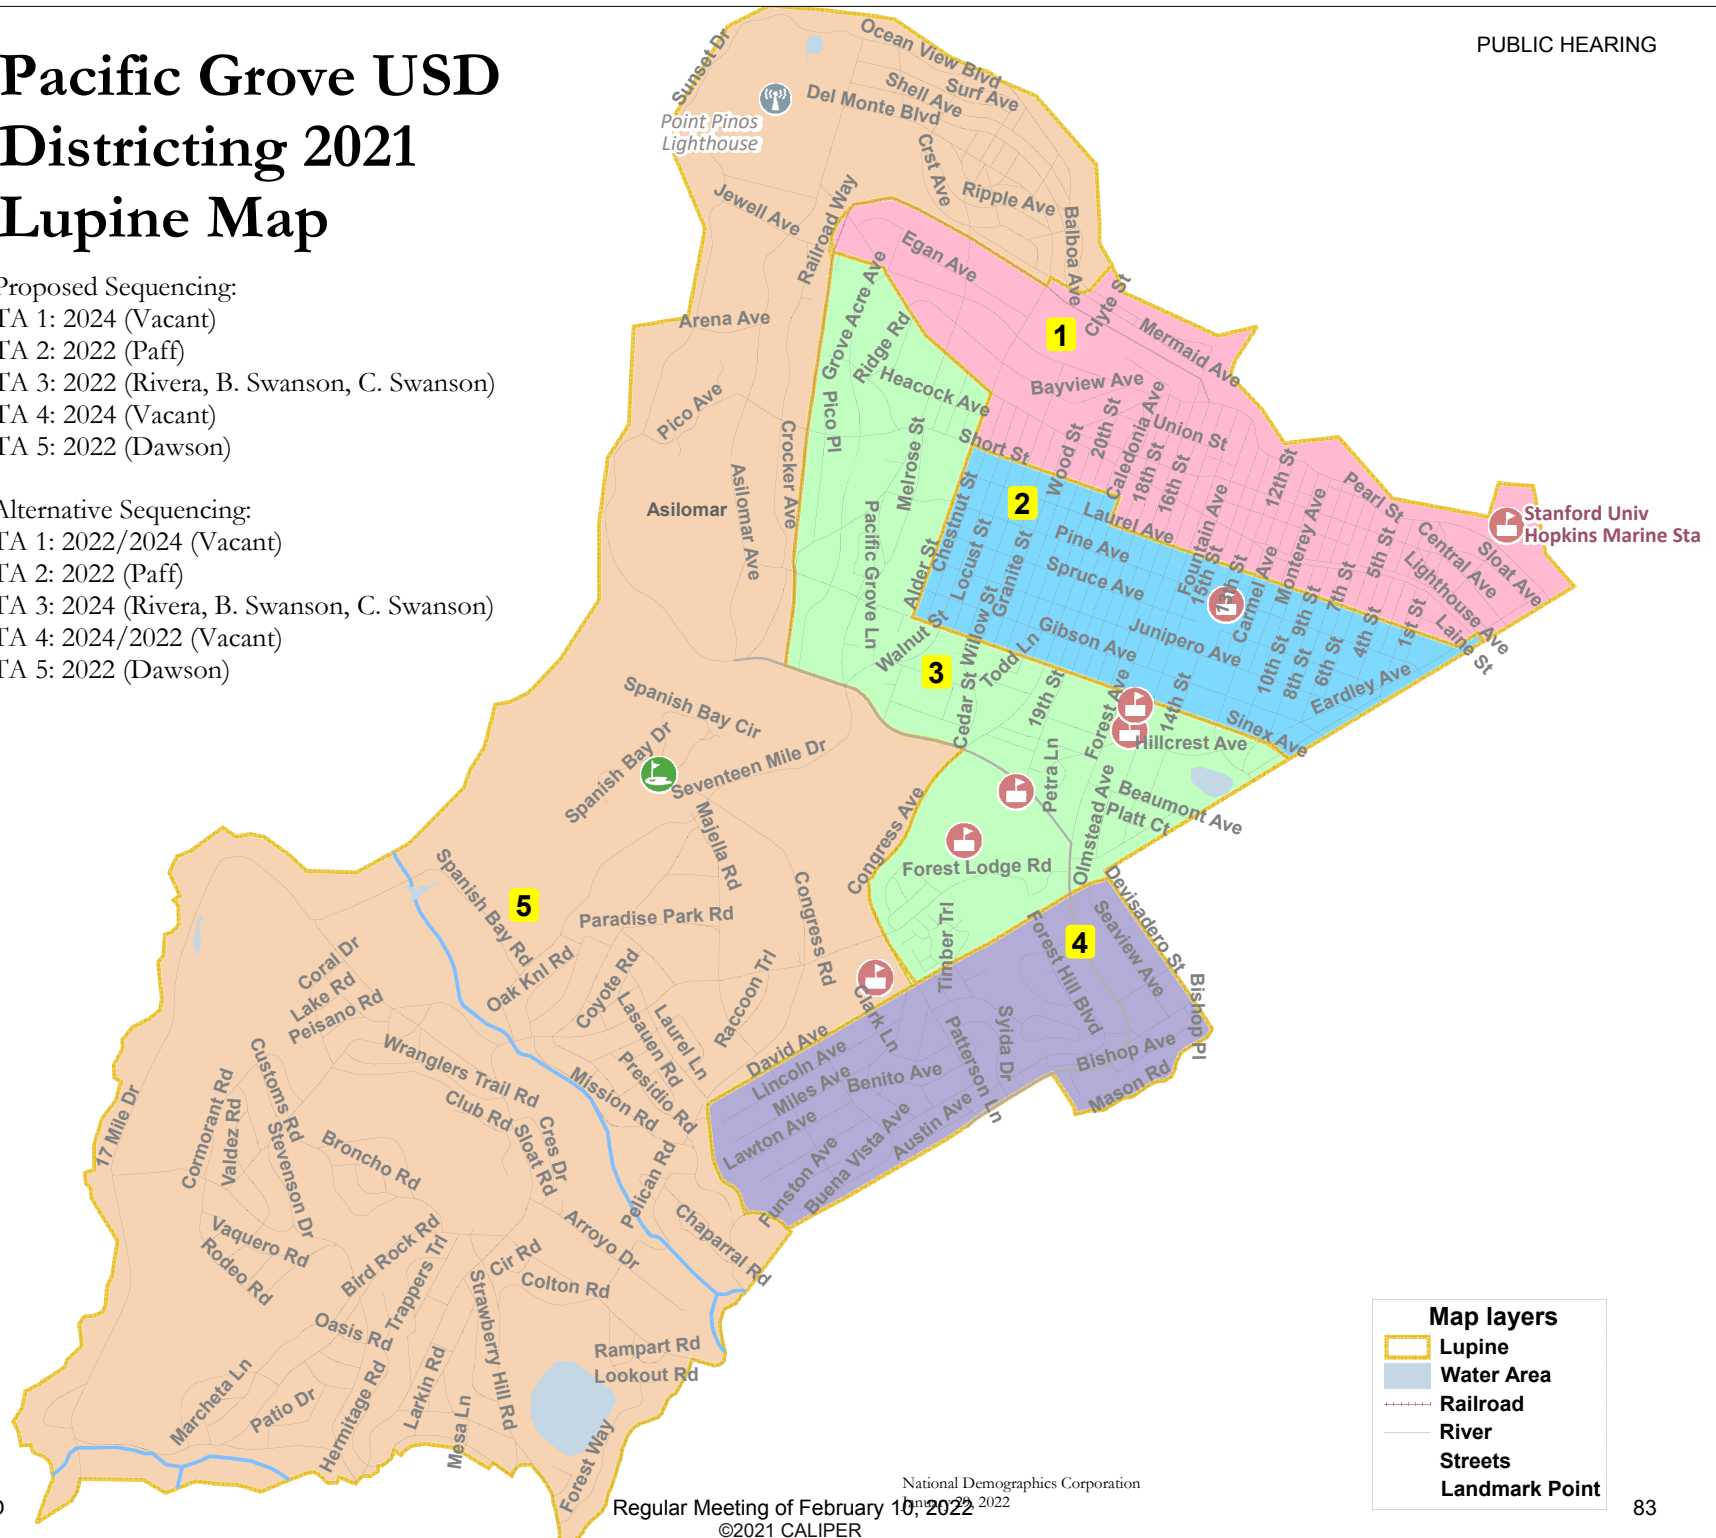 PUBLIC HEARING
Pacific Grove USD
Districting 2021
Lupine Map
Proposed Sequencing:
TA 1: 2024 (Vacant)
TA 2: 2022 (Paff)
TA 3: 2022 (Rivera, B. Swanson, C. Swanson)
TA 4: 2024 (Vacant)
TA 5: 2022 (Dawson)
Alternative Sequencing:
TA 1: 2022/2024 (Vacant)
TA 2: 2022 (Paff)
TA 3: 2024 (Rivera, B. Swanson, C. Swanson)
TA 4: 2024/2022 (Vacant)
TA 5: 2022 (Dawson)
Sunset Dr
Ocean View Blvd
Surf Ave
Shell Ave
Del Monte Blvd
Point Pinos
Lighthouse
Crst Ave
Ripple Ave
Balboa Ave
Jewell Ave
Railroad Way
Egan Ave
Clyte St
Mermaid Ave
1
Arena Ave
Grove Acre Ave
Ridge Rd
Heacock Ave
Bayview Ave
Pico Ave
Pico Pl
Crocker Ave
Melrose St
Short St
Wood St
20th St
Caledonia Ave
Union St
18th St
16th St
12th St
Pearl St
Asilomar
Asilomar Ave
2
Chestnut St
Laurel Ave
Fountain Ave
Monterey Ave
5th St
Central Ave
Sloat Ave
Stanford Univ
Hopkins Marine Sta
Pacific Grove Ln
Alder St
Locust St
Granite St
Pine Ave
Spruce Ave
15th St
13th St
Carmel Ave
9th St
7th St
Lighthouse Ave
Walnut St
Willow St
Todd Ln
Gibson Ave
Junipero Ave
10th St
8th St
6th St
4th St
1st St
Laine St
3
Cedar St
19th St
Forest Ave
14th St
Eardley Ave
Sinex Ave
Hillcrest Ave
Spanish Bay Cir
Spanish Bay Dr
Seventeen Mile Dr
Petra Ln
Olmstead Ave
Beaumont Ave
Platt Ct
Majella Rd
Congress Ave
Forest Lodge Rd
Devisadero St
Spanish Bay Rd
5
Paradise Park Rd
Congress Rd
Timber Trl
Forest Hill Blvd
4
Seaview Ave
Bishop Pl
Coral Dr
Lake Rd
Peisano Rd
Oak Knl Rd
Coyote Rd
Lasauen Rd
Laurel Ln
Raccoon Trl
Clark Ln
David Ave
Lincoln Ave
Miles Ave
Lawton Ave
Benito Ave
Patterson Ln
Syida Dr
Bishop Ave
Mason Rd
Wranglers Trail Rd
Club Rd
Sloat Rd
Cres Dr
Mission Rd
Presidio Rd
Funston Ave
Buena Vista Ave
Austin Ave
17 Mile Dr
Customs Rd
Cormorant Rd
Valdez Rd
Stevenson Dr
Broncho Rd
Pelican Rd
Chaparral Rd
Vaquero Rd
Rodeo Rd
Bird Rock Rd
Trappers Trl
Cir Rd
Arroyo Dr
Colton Rd
Oasis Rd
Strawberry Hill Rd
Rampart Rd
Lookout Rd
Marcheta Ln
Patio Dr
Hermitage Rd
Larkin Rd
Mesa Ln
Forest Way
Map layers
Lupine
Water Area
Railroad
River
Streets
Landmark Point
National Demographics Corporation
January 29, 2022
Regular Meeting of February 10, 2022
83
©2021 CALIPER